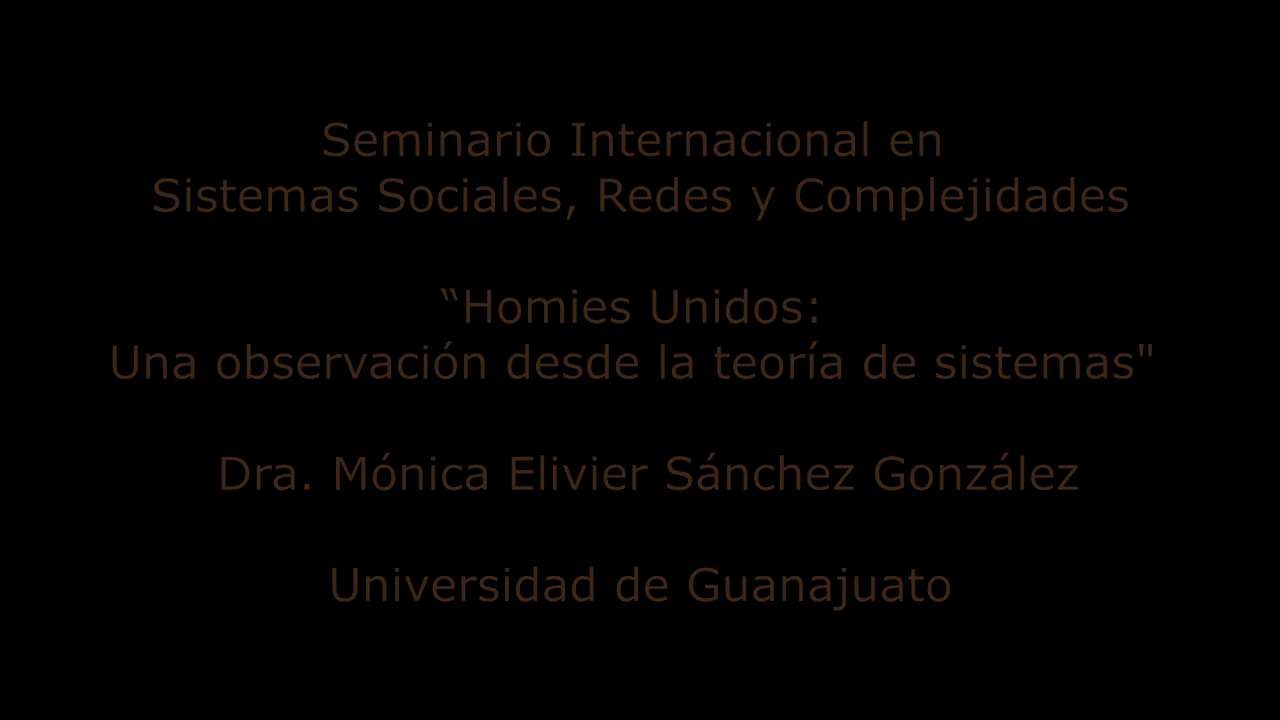 Seminario Internacional en
Sistemas Sociales, Redes y Complejidades
“Homies Unidos:
Una observación desde la teoría de sistemas"
Dra. Mónica Elivier Sánchez González
Universidad de Guanajuato